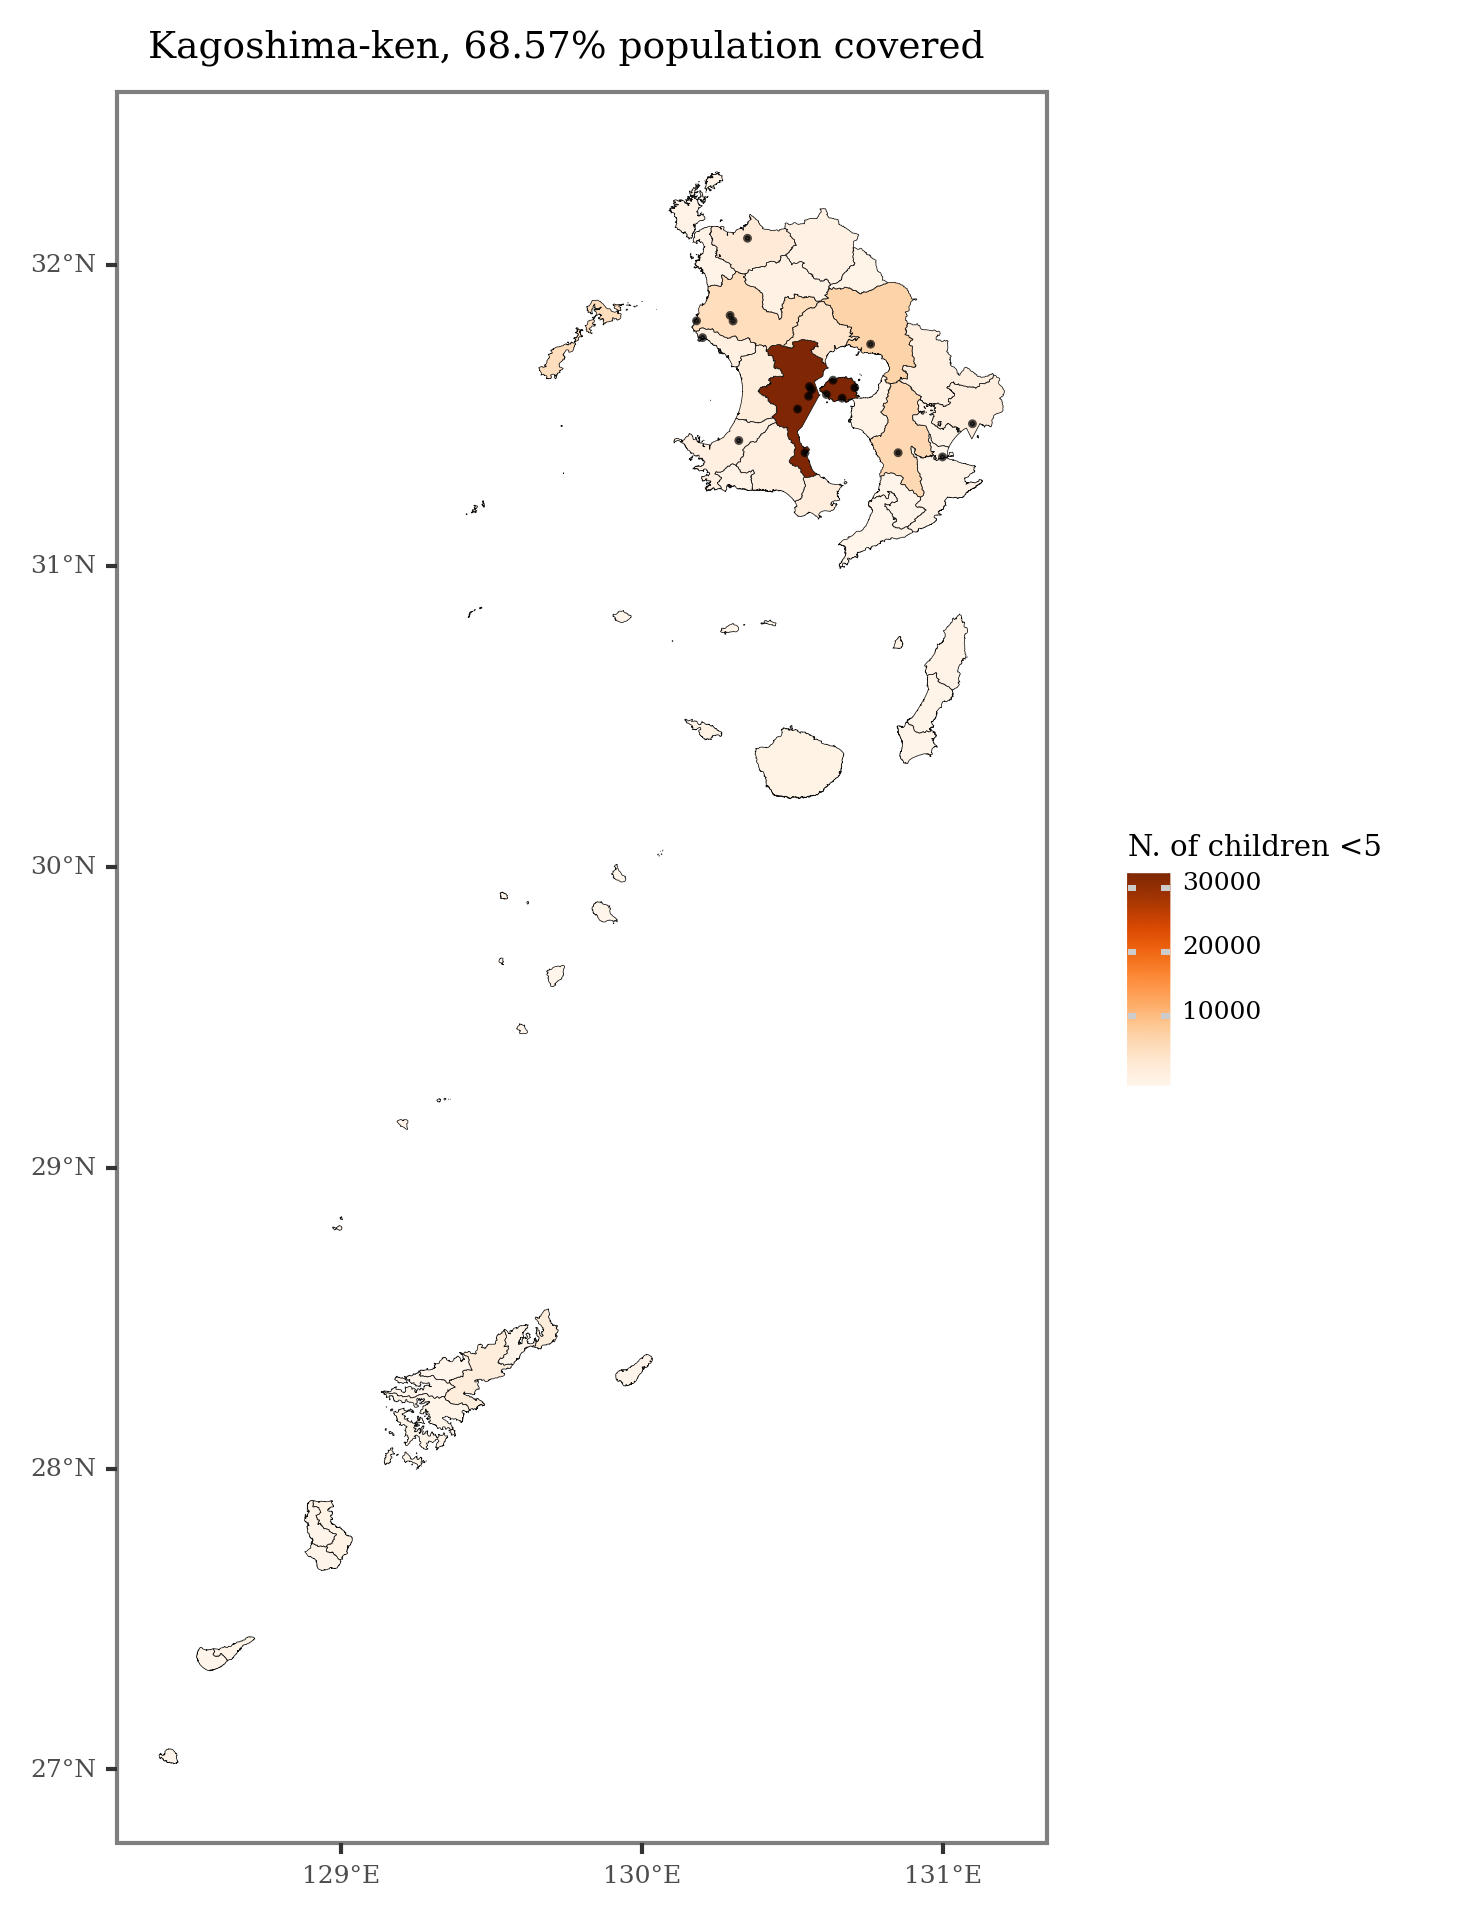 Kagoshima-ken, 68.57% population covered
32°N
31°N
30°N
29°N
28°N
27°N
129°E
130°E
131°E
N. of children <5
30000
20000
10000